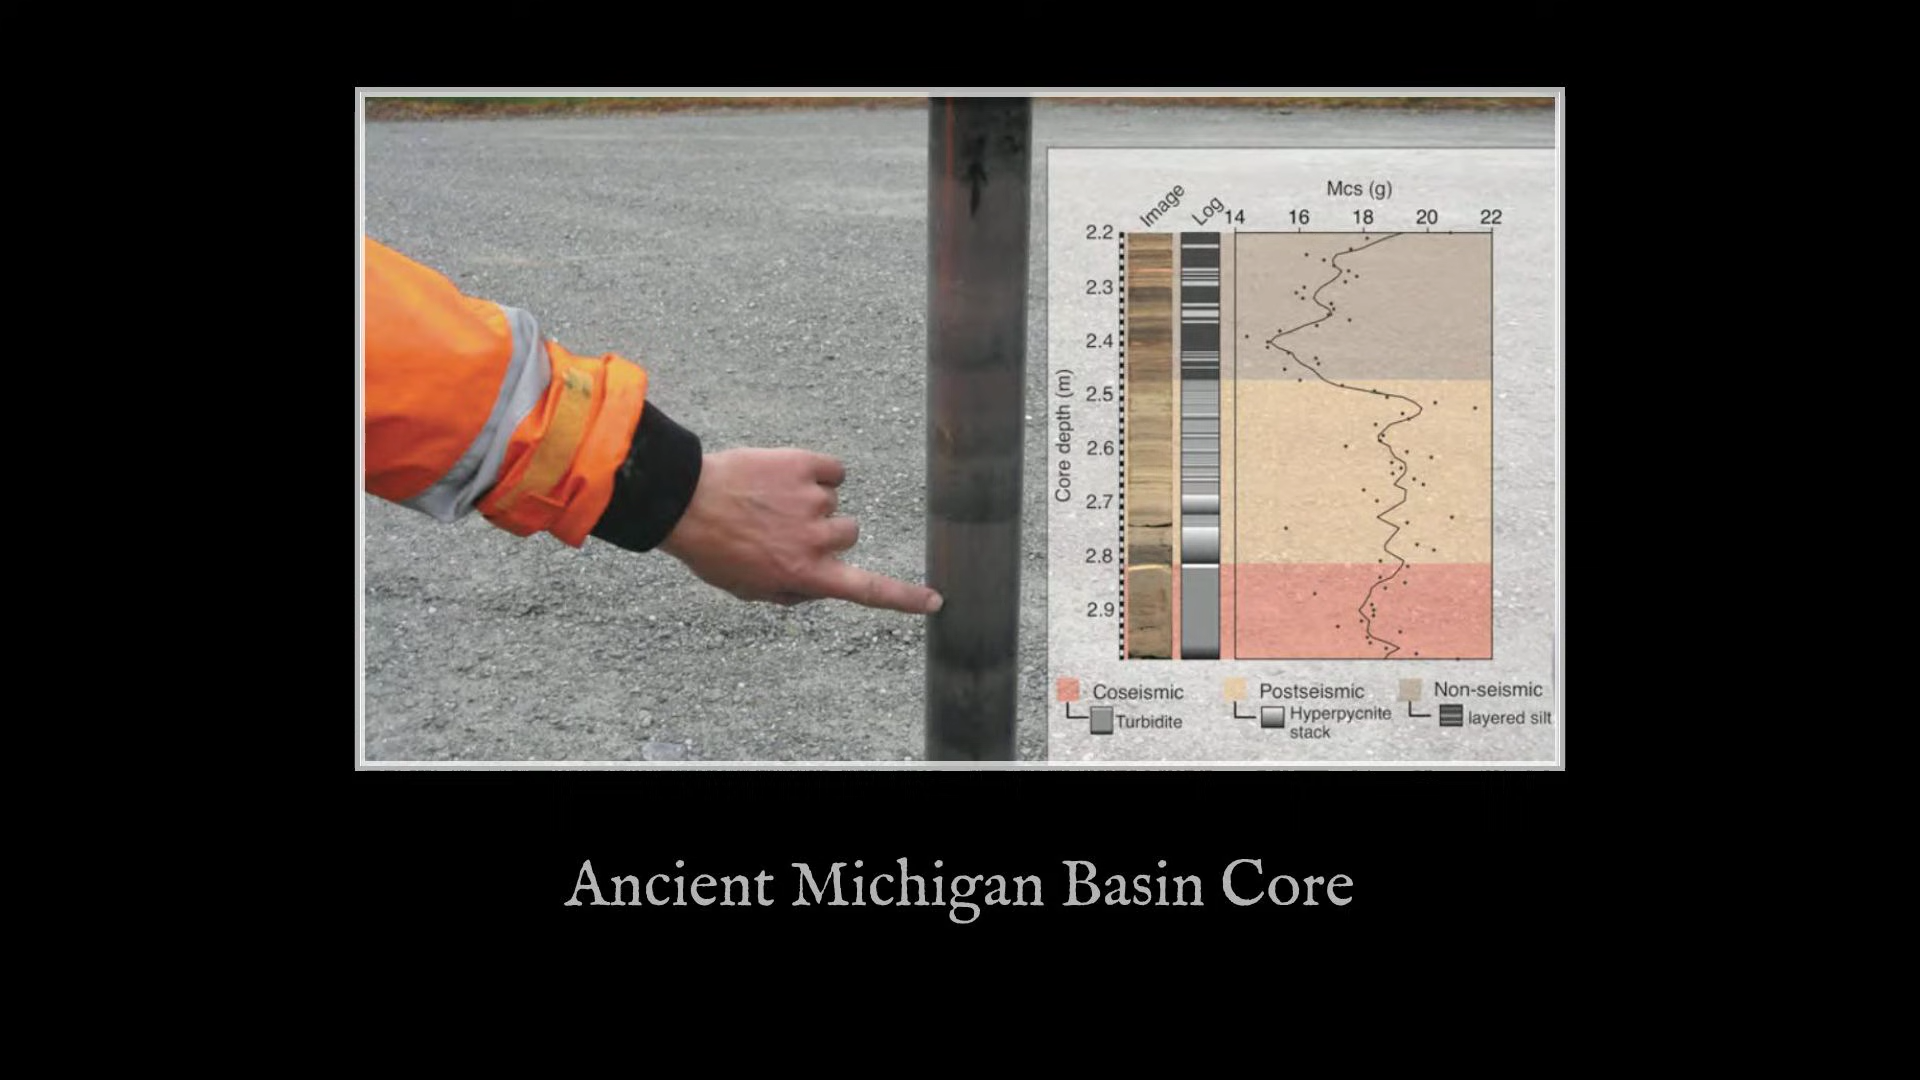 Mcs (g)
Image Log 14 16 18 20 22
2.2
2.3
2.4
2.5
2.6
2.7
2.8
2.9
Core depth (m)
Coseismic Postseismic Non-seismic
Turbidite Hyperpycnite stack layered silt
Ancient Michigan Basin Core